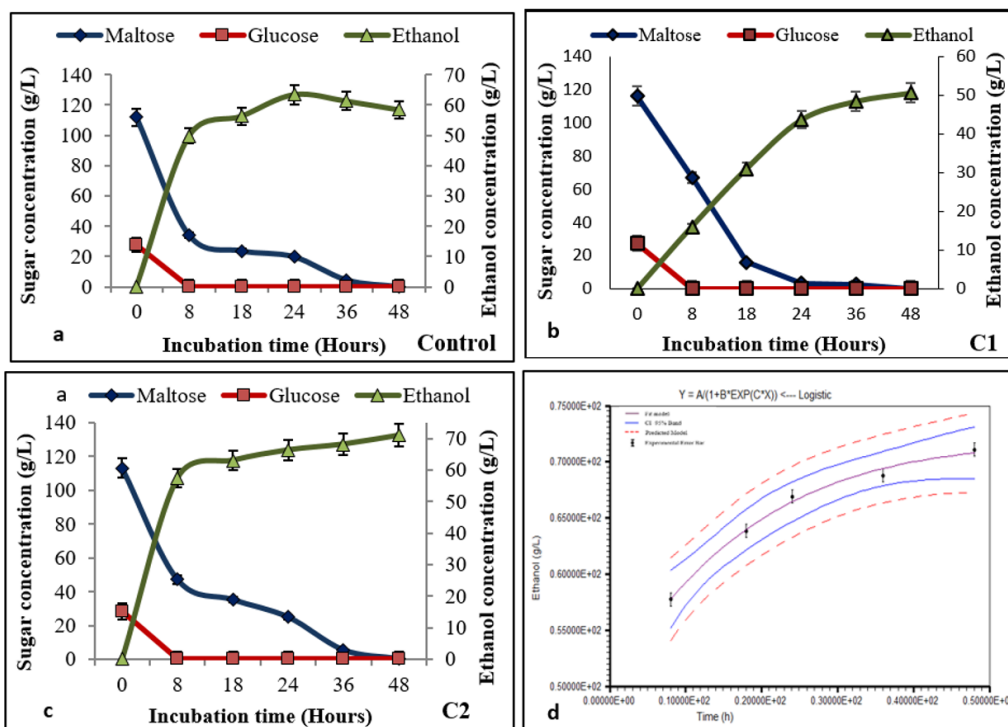 Maltose Glucose Ethanol
Sugar concentration (g/L)
140
120
100
80
60
40
20
0
70
60
50
40
30
20
10
0
Ethanol concentration (g/L)
0 8 18 24 36 48
a Incubation time (Hours) Control
Maltose Glucose Ethanol
Sugar concentration (g/L)
140
120
100
80
60
40
20
0
60
50
40
30
20
10
0
Ethanol concentration (g/L)
0 8 18 24 36 48
b Incubation time (Hours) C1
a
Maltose Glucose Ethanol
Sugar concentration (g/L)
140
120
100
80
60
40
20
0
70
60
50
40
30
20
10
0
Ethanol concentration (g/L)
0 8 18 24 36 48
c Incubation time (Hours) C2
Y = A/(1+B*EXP(C*X)) <--- Logistic
Fit model
CI 95% Band
Predicted Model
Experimental Error Bar
Ethanol (g/L)
0.75000E+02
0.70000E+02
0.65000E+02
0.60000E+02
0.55000E+02
0.50000E+02
0.00000E+00 0.10000E+02 0.20000E+02 0.30000E+02 0.40000E+02 0.50000E+02
Time (h)
d